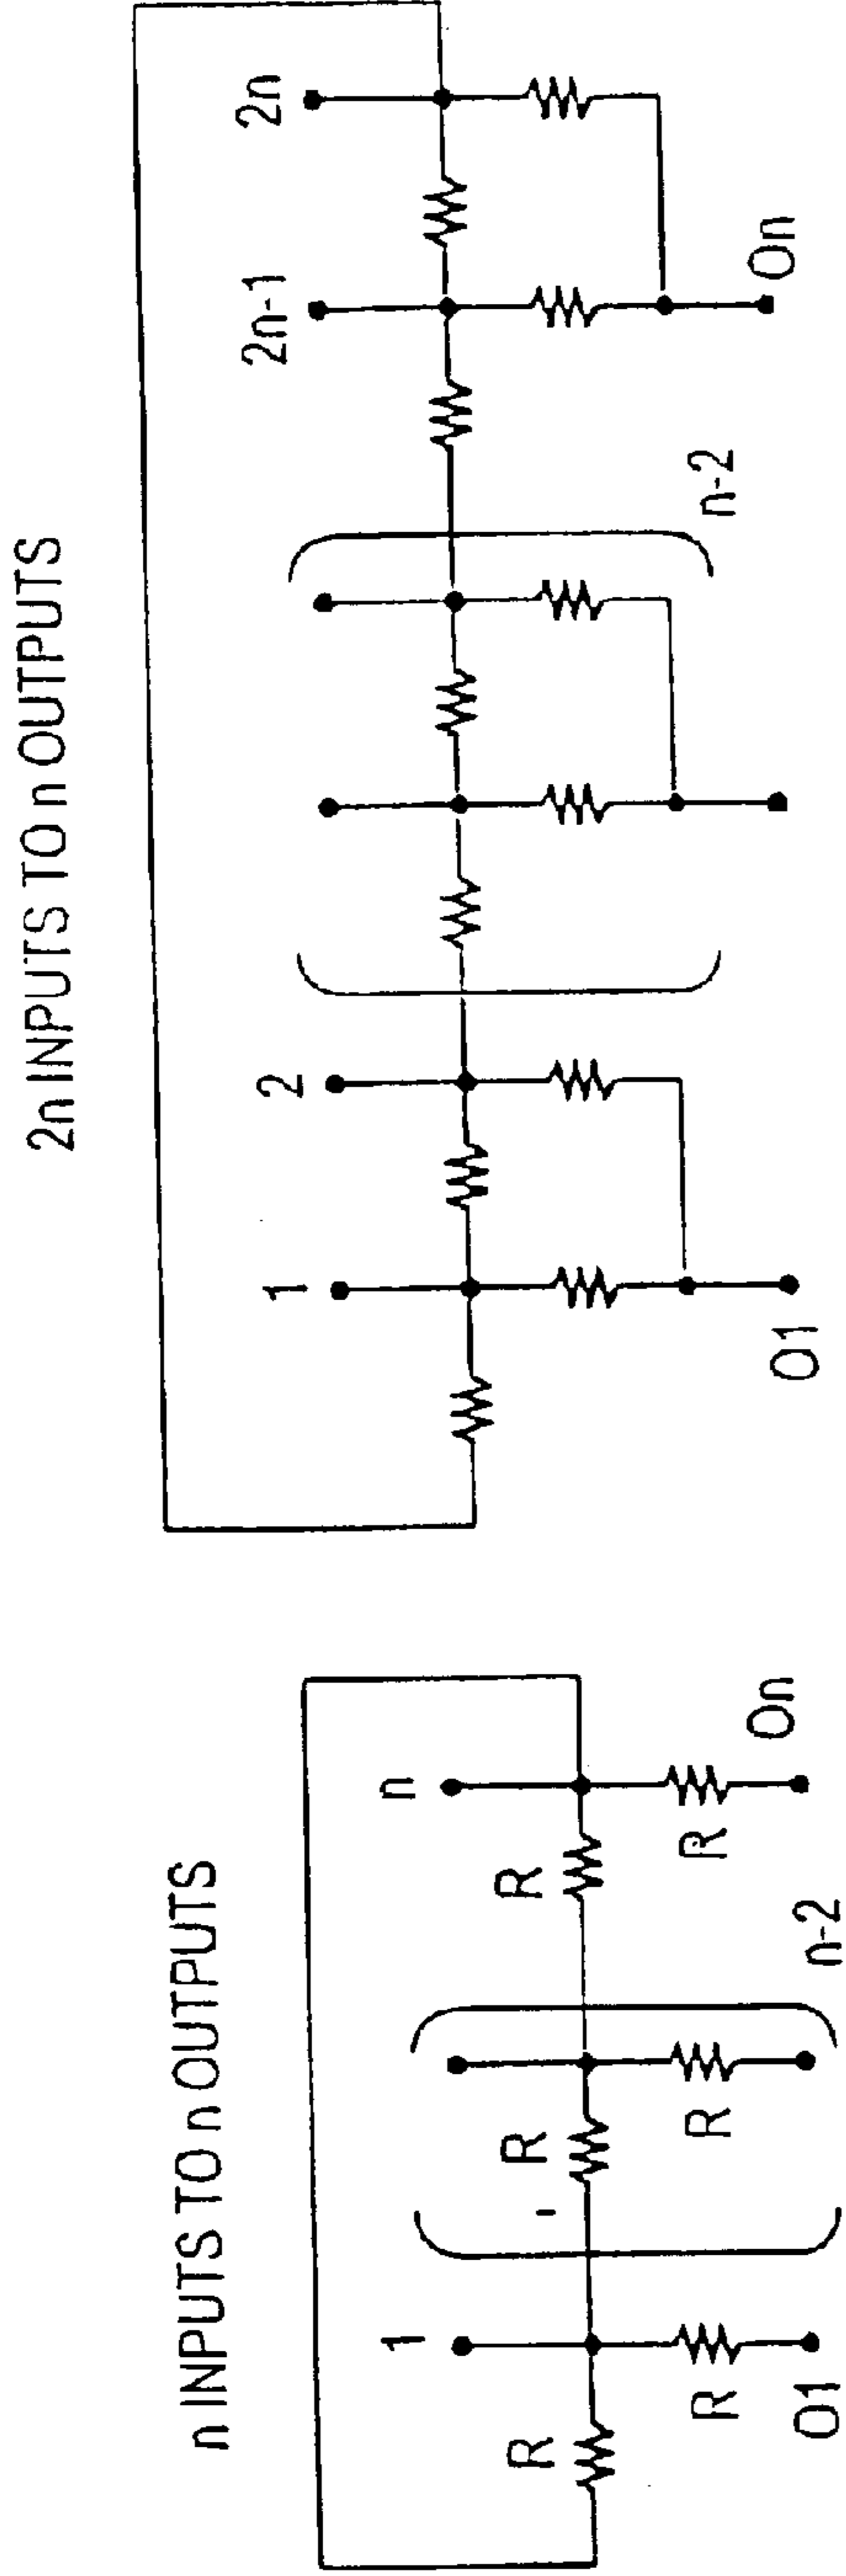 n INPUTS TO n OUTPUTS
1
n
R
R
R
R
R
R
n-2
O1
On
2n INPUTS TO n OUTPUTS
1
2
2n-1
2n
n-2
O1
On